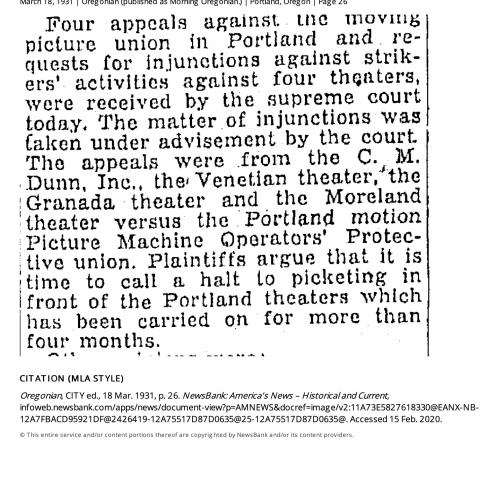 March 18, 1931 | Oregonian (published as Morning Oregonian.) | Portland, Oregon | Page 26
Four appeals against the moving
picture union in Portland and re-
quests for injunctions against strik-
ers' activities against four theaters,
were received by the supreme court
today. The matter of injunctions was
taken under advisement by the court.
The appeals were from the C. M.
Dunn, Inc., the Venetian theater, the
Granada theater and the Moreland
theater versus the Portland motion
Picture Machine Operators' Protec-
tive union. Plaintiffs argue that it is
time to call a halt to picketing in
front of the Portland theaters which
has been carried on for more than
four months.
CITATION (MLA STYLE)
Oregonian, CITY ed., 18 Mar. 1931, p. 26. NewsBank: America's News – Historical and Current,
infoweb.newsbank.com/apps/news/document-view?p=AMNEWS&docref=image/v2:11A73E5827618330@EANX-NB-
12A7FBACD95921DF@2426419-12A75517D87D0635@25-12A75517D87D0635@. Accessed 15 Feb. 2020.
© This entire service and/or content portions thereof are copyrighted by NewsBank and/or its content providers.